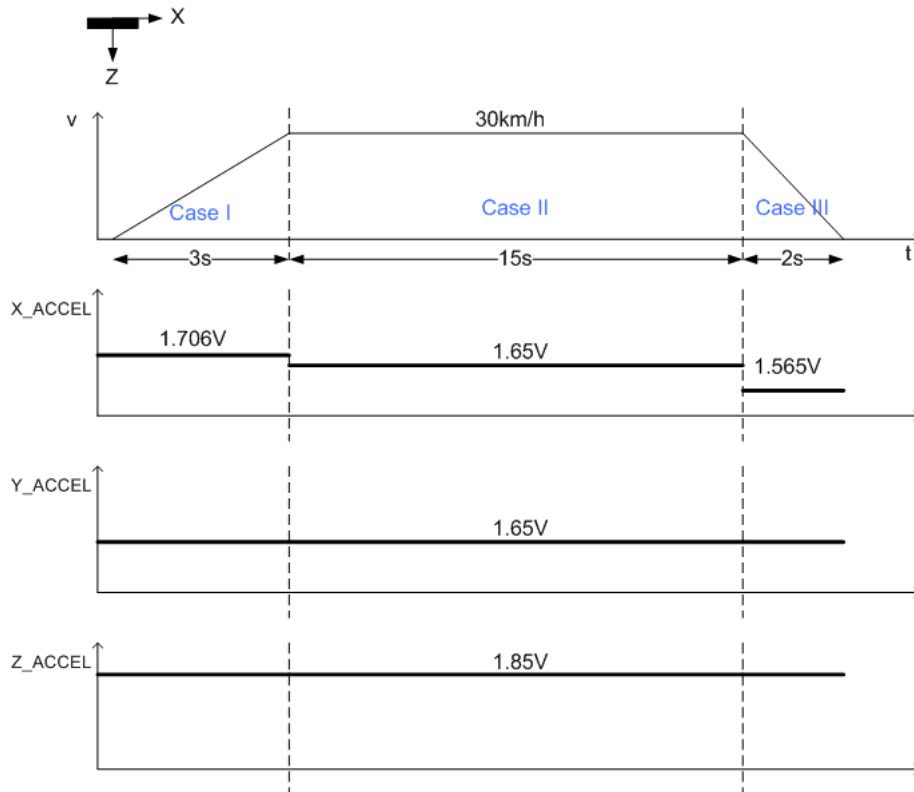 X
Z
v
30km/h
Case I
Case II
Case III
t
3s
15s
2s
X_ACCEL
1.706V
1.65V
1.565V
Y_ACCEL
1.65V
Z_ACCEL
1.85V